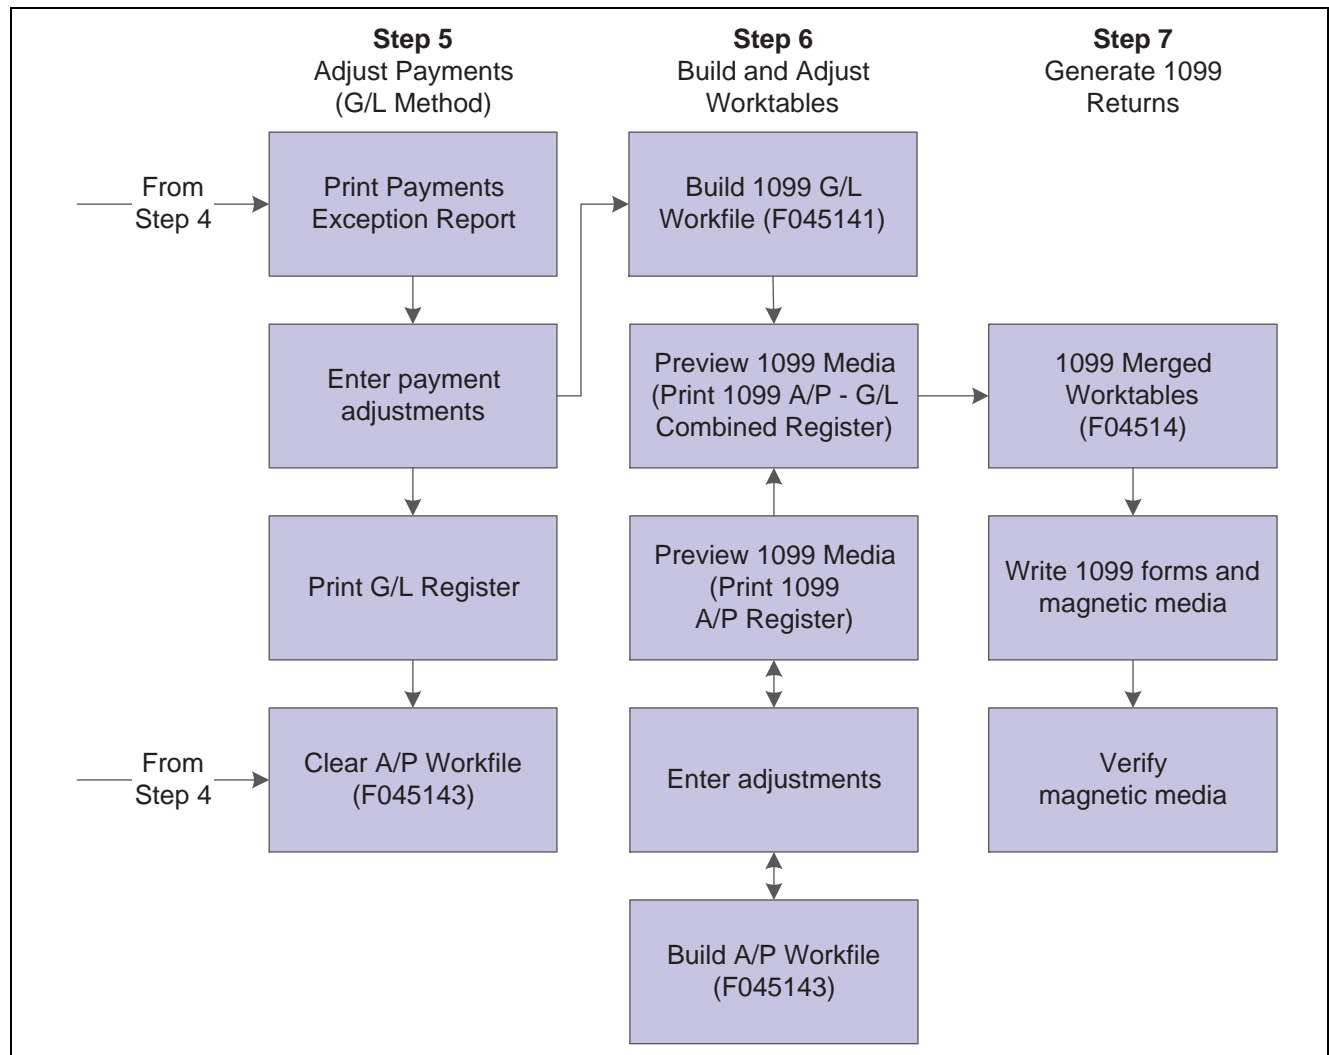 Step 5
Adjust Payments
(G/L Method)
Step 6
Build and Adjust
Worktables
Step 7
Generate 1099
Returns
From
Step 4
Print Payments
Exception Report
Build 1099 G/L
Workfile (F045141)
Enter payment
adjustments
Preview 1099 Media
(Print 1099 A/P - G/L
Combined Register)
1099 Merged
Worktables
(F04514)
Print G/L Register
Preview 1099 Media
(Print 1099
A/P Register)
Write 1099 forms and
magnetic media
From
Step 4
Clear A/P Workfile
(F045143)
Enter adjustments
Verify
magnetic media
Build A/P Workfile
(F045143)